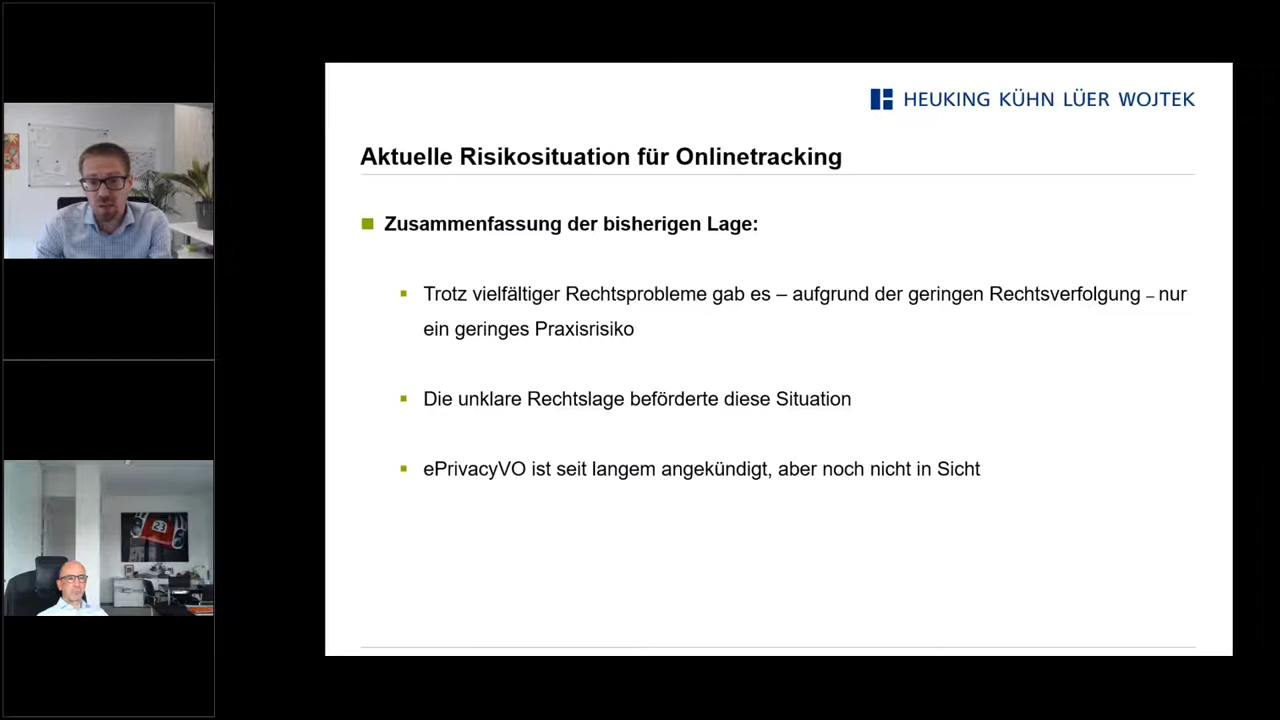 HEUKING KÜHN LÜER WOJTEK
Aktuelle Risikosituation für Onlinetracking
Zusammenfassung der bisherigen Lage:
Trotz vielfältiger Rechtsprobleme gab es – aufgrund der geringen Rechtsverfolgung – nur
ein geringes Praxisrisiko
Die unklare Rechtslage beförderte diese Situation
ePrivacyVO ist seit langem angekündigt, aber noch nicht in Sicht
23